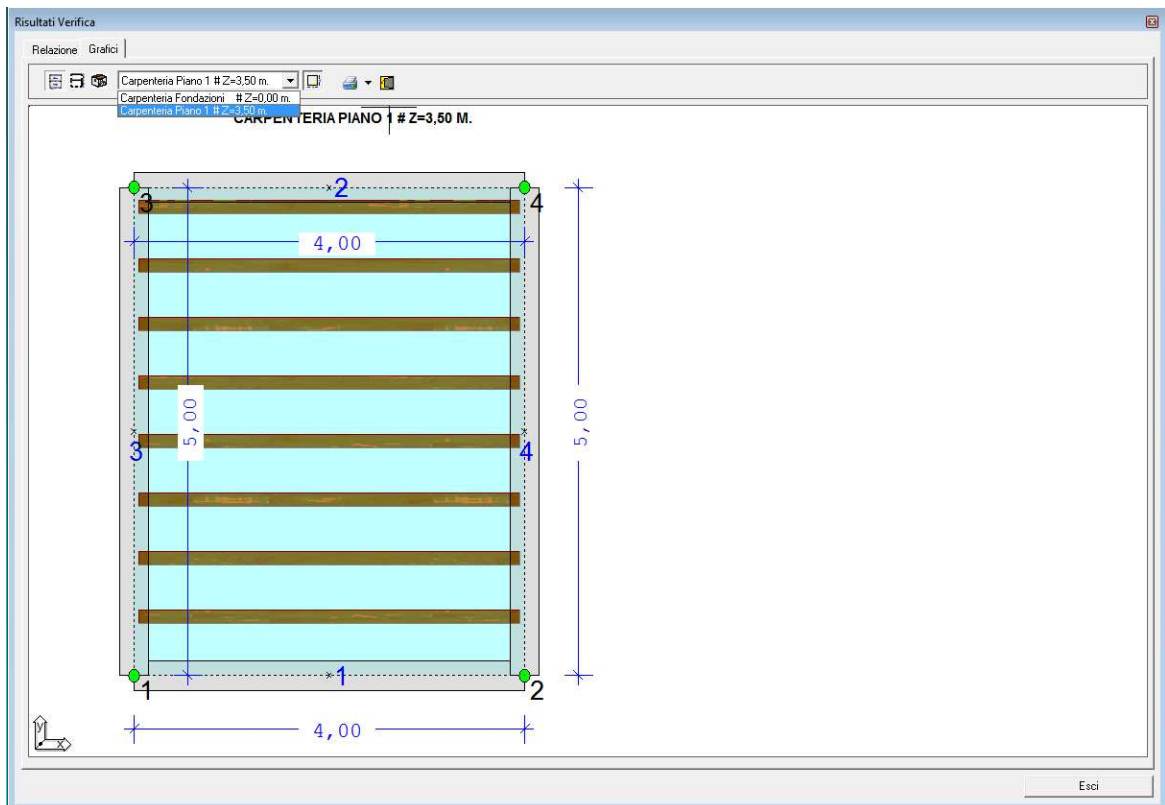 Risultati Verifica
Relazione Grafici
Carpenteria Piano 1 # Z=3,50 m.
Carpenteria Fondazioni # Z=0,00 m.
Carpenteria Piano 1 # Z=3,50 m.
CARPENTERIA PIANO 1 # Z=3,50 M.
3 2 4
4,00
5,00 5,00
3 4
1 1 2
4,00
y
x
Esci